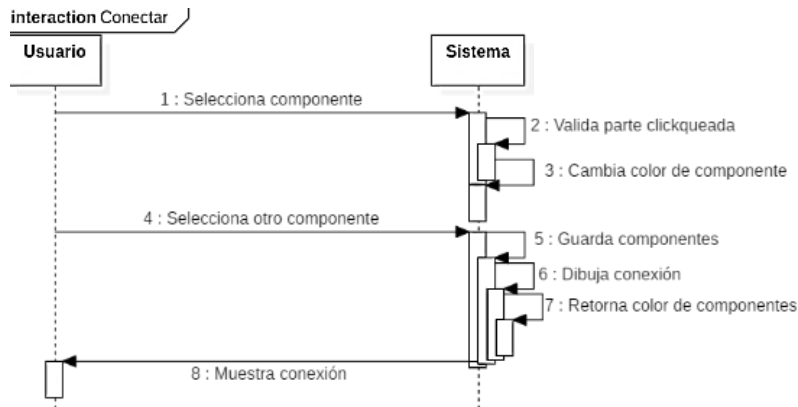 interaction Conectar
Usuario
Sistema
1 : Selecciona componente
2 : Valida parte clickqueada
3 : Cambia color de componente
4 : Selecciona otro componente
5 : Guarda componentes
6 : Dibuja conexión
7 : Retorna color de componentes
8 : Muestra conexión